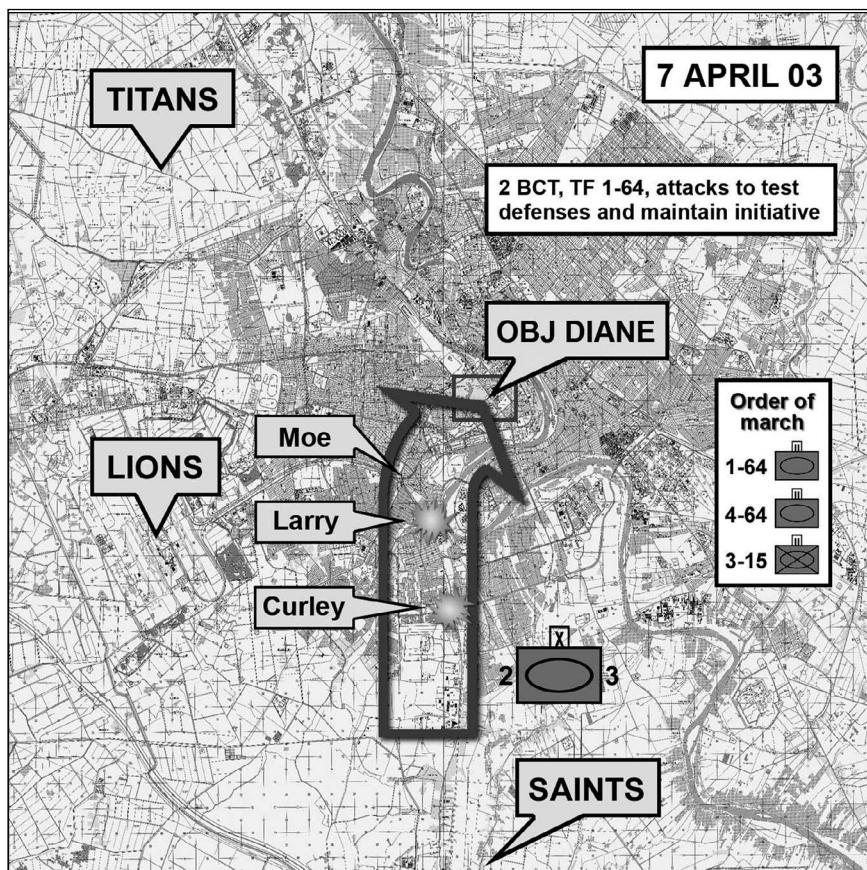 TITANS
7 APRIL 03
2 BCT, TF 1-64, attacks to test
defenses and maintain initiative
OBJ DIANE
Moe
LIONS
Larry
Curley
Order of
march
1-64
4-64
3-15
X
2
3
SAINTS